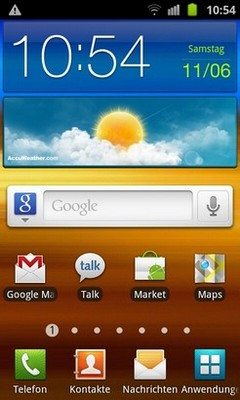 10:54
10:54
Samstag
11/06
AccuWeather.com
Google
Google Ma
Talk
talk
Market
Maps
1
Telefon
Kontakte
Nachrichten
Anwendung